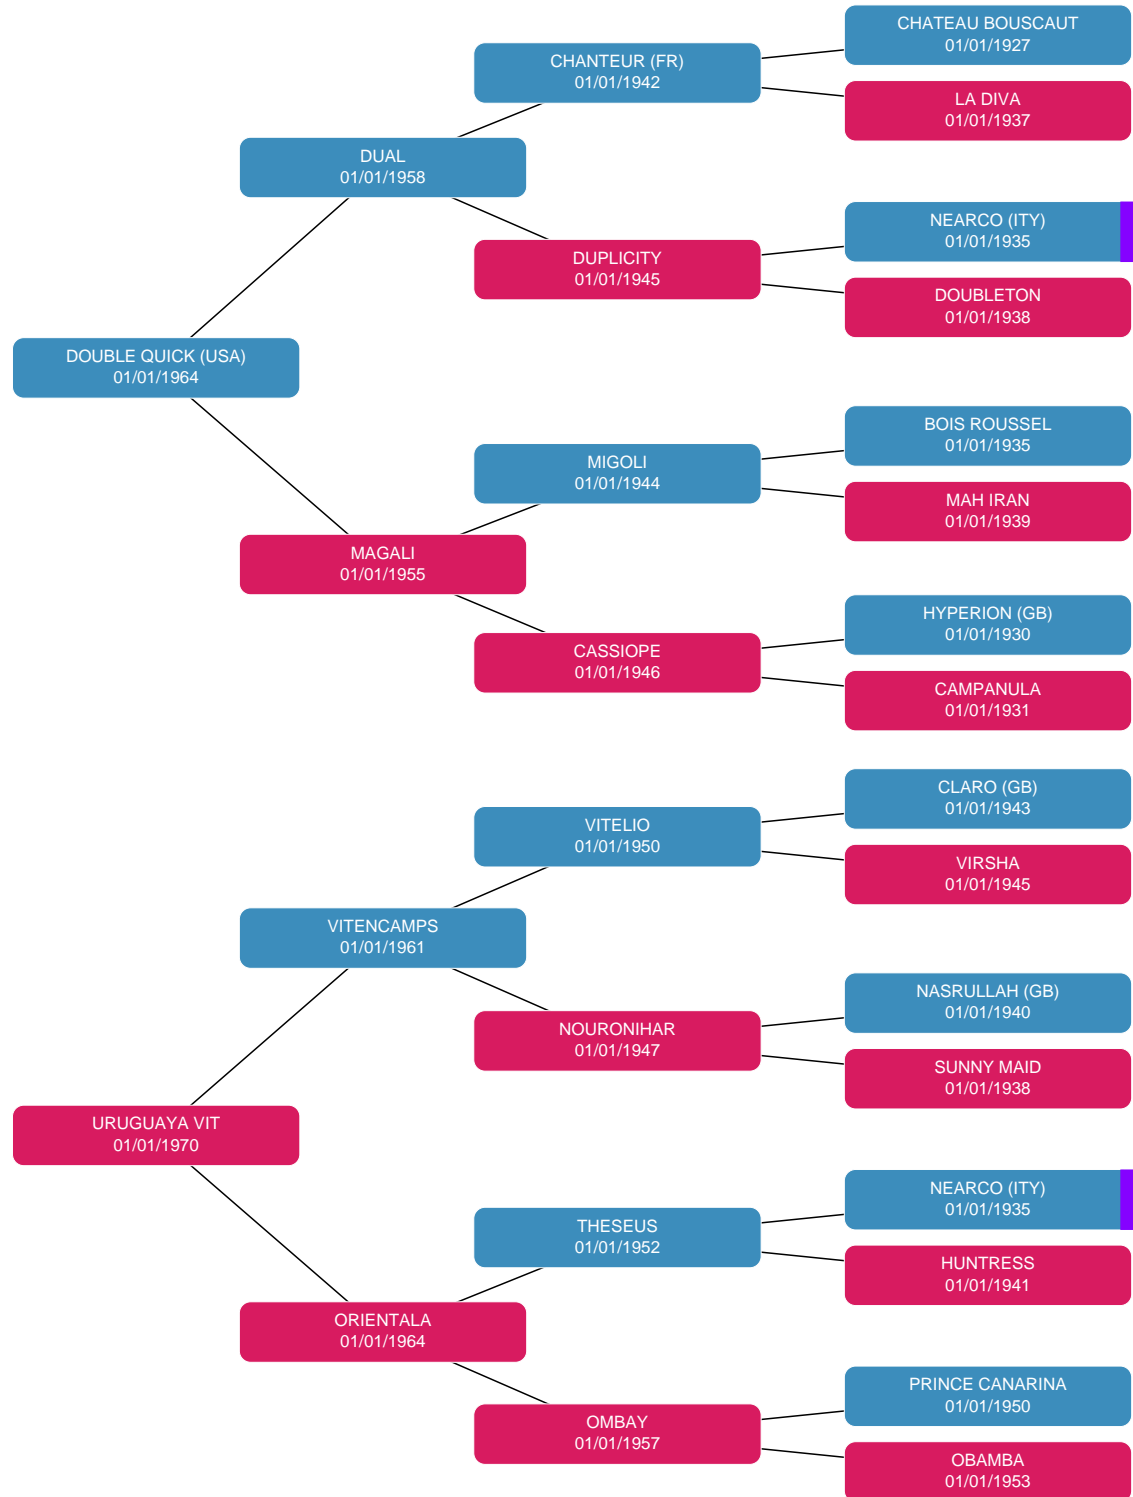 CHATEAU BOUSCAUT
01/01/1927
CHANTEUR (FR)
01/01/1942
LA DIVA
01/01/1937
DUAL
01/01/1958
NEARCO (ITY)
01/01/1935
DUPLICITY
01/01/1945
DOUBLETON
01/01/1938
DOUBLE QUICK (USA)
01/01/1964
BOIS ROUSSEL
01/01/1935
MIGOLI
01/01/1944
MAH IRAN
01/01/1939
MAGALI
01/01/1955
HYPERION (GB)
01/01/1930
CASSIOPE
01/01/1946
CAMPANULA
01/01/1931
CLARO (GB)
01/01/1943
VITELIO
01/01/1950
VIRSHA
01/01/1945
VITENCAMPS
01/01/1961
NASRULLAH (GB)
01/01/1940
NOURONIHAR
01/01/1947
SUNNY MAID
01/01/1938
URUGUAYA VIT
01/01/1970
NEARCO (ITY)
01/01/1935
THESEUS
01/01/1952
HUNTRESS
01/01/1941
ORIENTALA
01/01/1964
PRINCE CANARINA
01/01/1950
OMBAY
01/01/1957
OBAMBA
01/01/1953